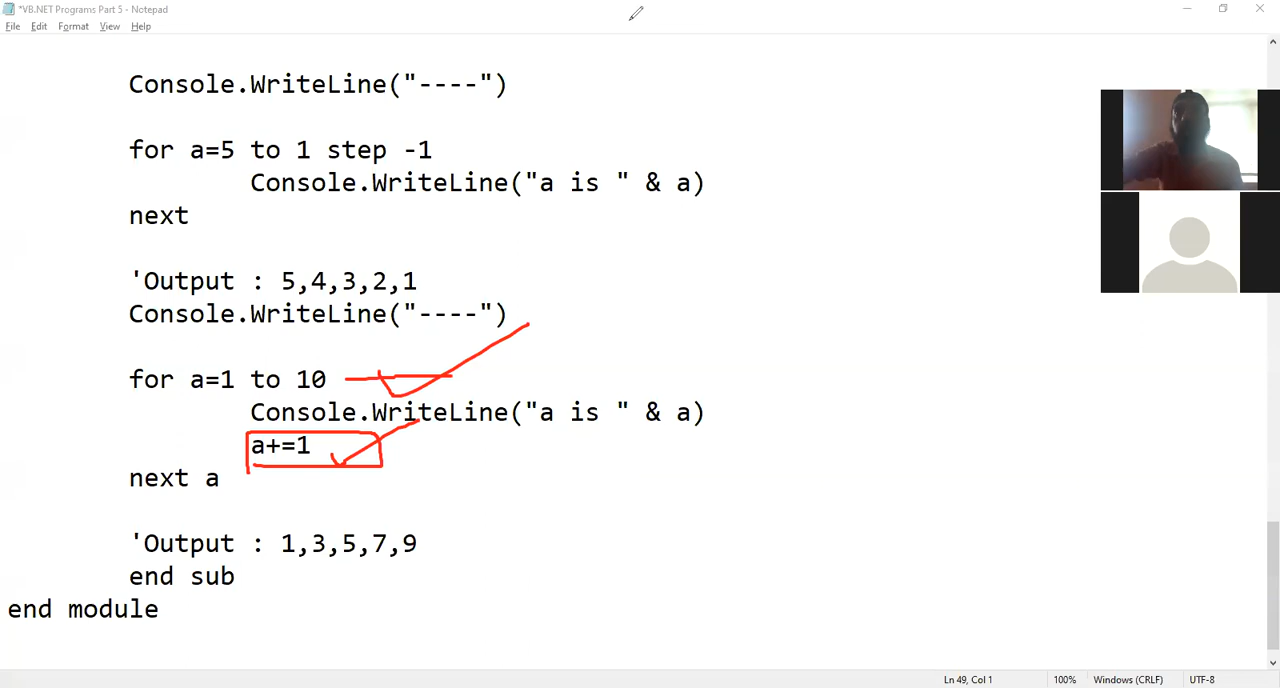 *VB.NET Programs Part 5 - Notepad
File Edit Format View Help
Console.WriteLine("----")
for a=5 to 1 step -1
Console.WriteLine("a is " & a)
next
'Output : 5,4,3,2,1
Console.WriteLine("----")
for a=1 to 10
Console.WriteLine("a is " & a)
a+=1
next a
'Output : 1,3,5,7,9
end sub
end module
Ln 49, Col 1 100% Windows (CRLF) UTF-8